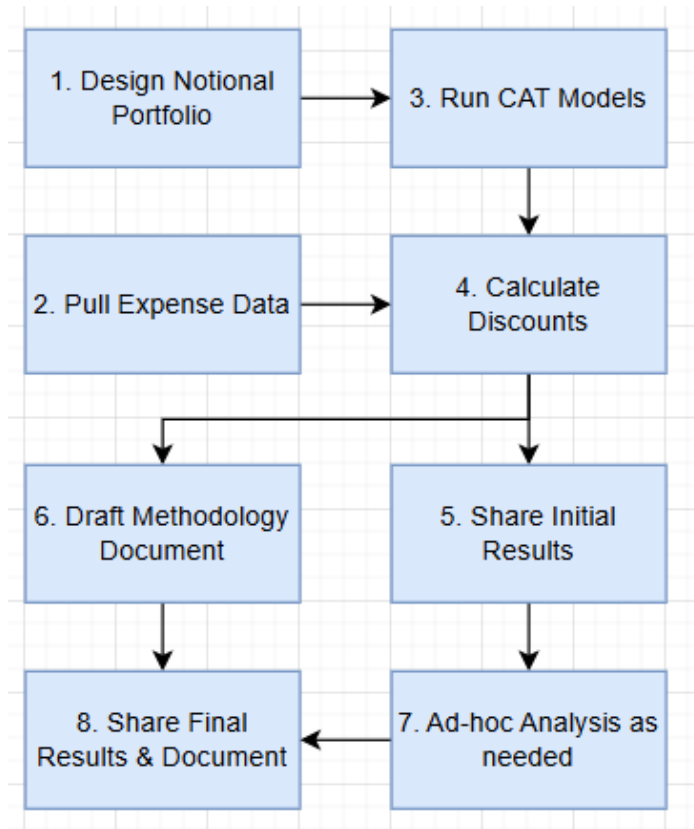 1. Design Notional
Portfolio
3. Run CAT Models
2. Pull Expense Data
4. Calculate
Discounts
6. Draft Methodology
Document
5. Share Initial
Results
8. Share Final
Results & Document
7. Ad-hoc Analysis as
needed